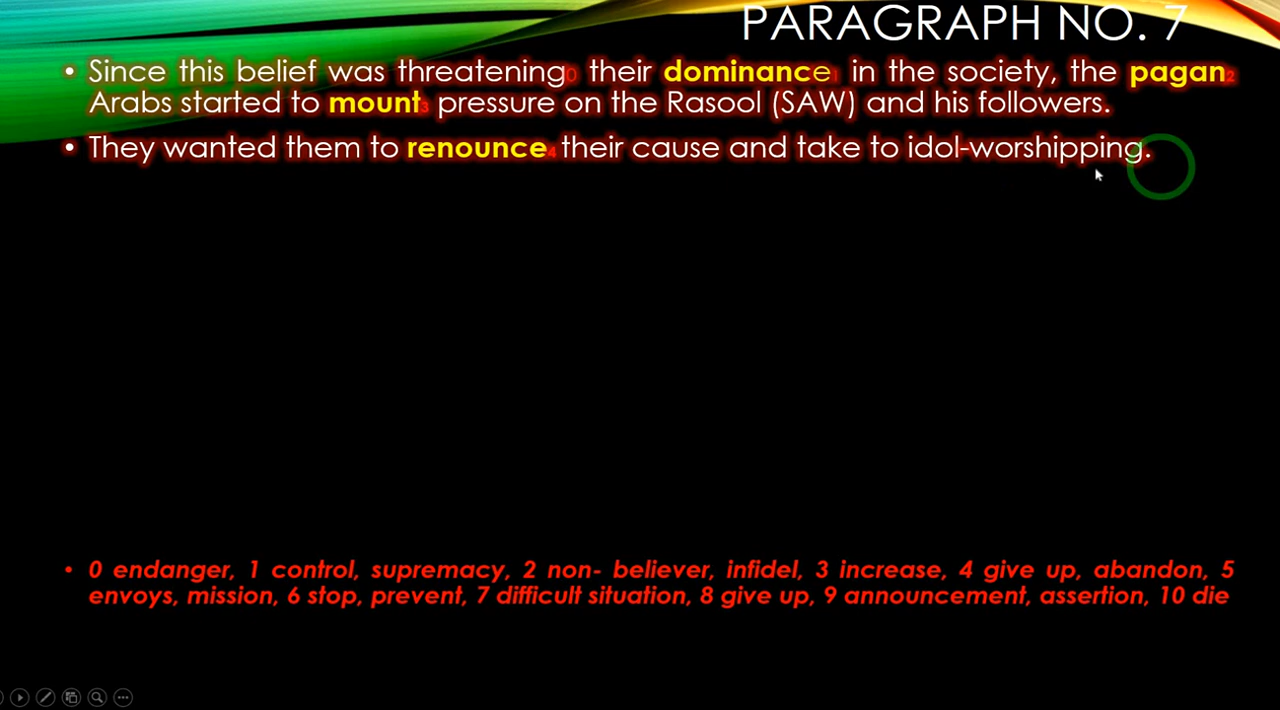 PARAGRAPH NO. 7
• Since this belief was threatening0 their dominance1 in the society, the pagan2
Arabs started to mount3 pressure on the Rasool (SAW) and his followers.
• They wanted them to renounce4 their cause and take to idol-worshipping.
• 0 endanger, 1 control, supremacy, 2 non- believer, infidel, 3 increase, 4 give up, abandon, 5
envoys, mission, 6 stop, prevent, 7 difficult situation, 8 give up, 9 announcement, assertion, 10 die